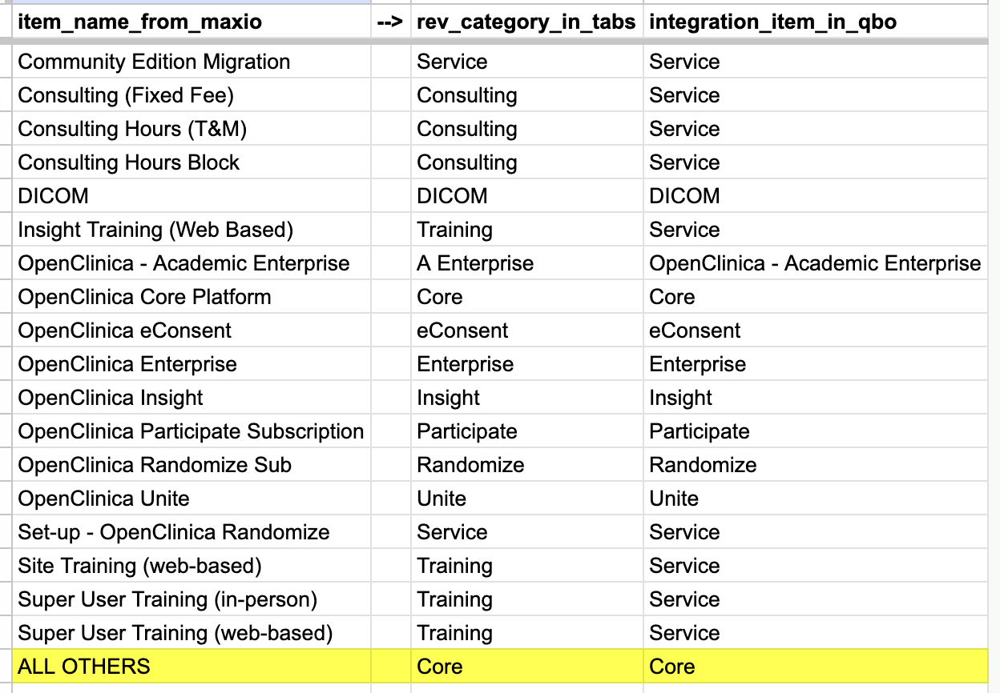 item_name_from_maxio --> rev_category_in_tabs integration_item_in_qbo
Community Edition Migration Service Service
Consulting (Fixed Fee) Consulting Service
Consulting Hours (T&M) Consulting Service
Consulting Hours Block Consulting Service
DICOM DICOM DICOM
Insight Training (Web Based) Training Service
OpenClinica - Academic Enterprise A Enterprise OpenClinica - Academic Enterprise
OpenClinica Core Platform Core Core
OpenClinica eConsent eConsent eConsent
OpenClinica Enterprise Enterprise Enterprise
OpenClinica Insight Insight Insight
OpenClinica Participate Subscription Participate Participate
OpenClinica Randomize Sub Randomize Randomize
OpenClinica Unite Unite Unite
Set-up - OpenClinica Randomize Service Service
Site Training (web-based) Training Service
Super User Training (in-person) Training Service
Super User Training (web-based) Training Service
ALL OTHERS Core Core